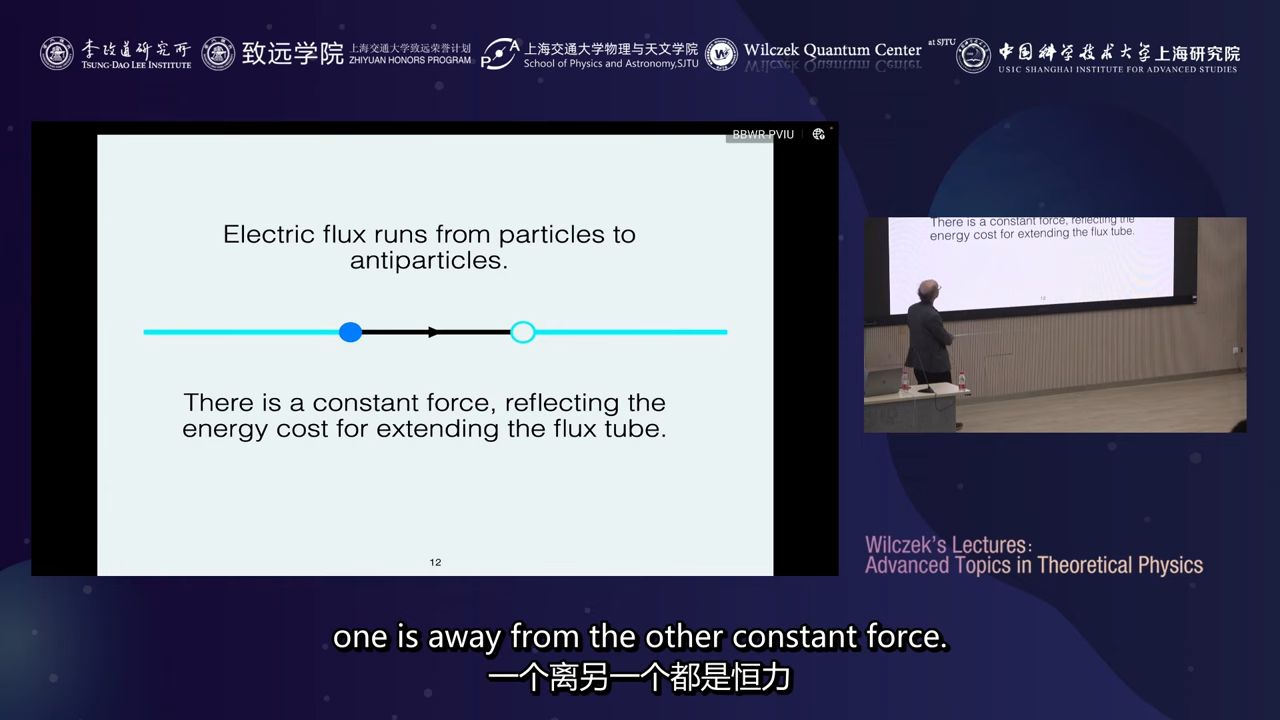 李政道研究所
TSUNG-DAO LEE INSTITUTE
致远学院
上海交通大学致远荣誉计划
ZHIYUAN HONORS PROGRAM
上海交通大学物理与天文学院
School of Physics and Astronomy,SJTU
Wilczek Quantum Center
at SJTU
中国科学技术大学上海研究院
USTC SHANGHAI INSTITUTE FOR ADVANCED STUDIES
BBWR PVIU
Electric flux runs from particles to
antiparticles.
There is a constant force, reflecting the
energy cost for extending the flux tube.
12
There is a constant force, reflecting the
energy cost for extending the flux tube.
12
Wilczek's Lectures:
Advanced Topics in Theoretical Physics
one is away from the other constant force.
一个离另一个都是恒力